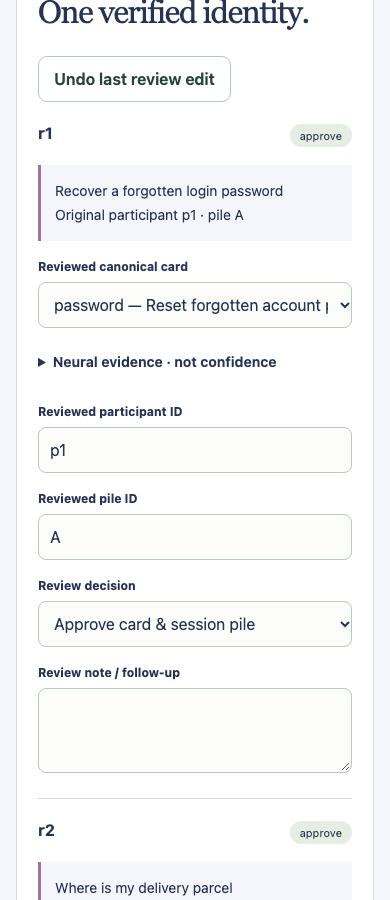 One verified identity.
Undo last review edit
r1
approve
Recover a forgotten login password
Original participant p1 · pile A
Reviewed canonical card
password — Reset forgotten account
Neural evidence · not confidence
Reviewed participant ID
p1
Reviewed pile ID
A
Review decision
Approve card & session pile
Review note / follow-up
r2
approve
Where is my delivery parcel